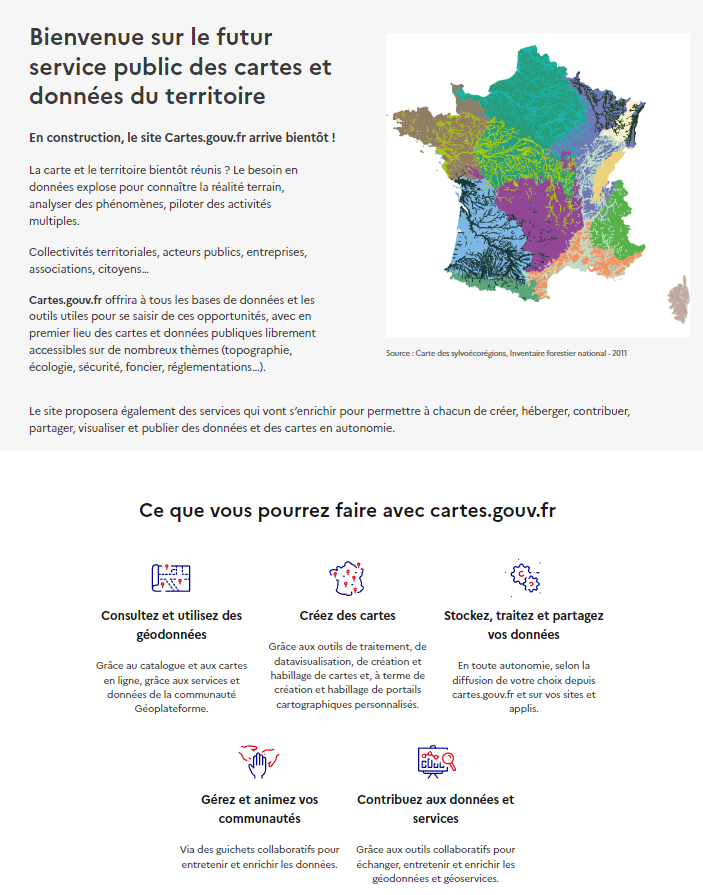 Bienvenue sur le futur
service public des cartes et
données du territoire
En construction, le site Cartes.gouv.fr arrive bientôt !
La carte et le territoire bientôt réunis ? Le besoin en
données explose pour connaître la réalité terrain,
analyser des phénomènes, piloter des activités
multiples.
Collectivités territoriales, acteurs publics, entreprises,
associations, citoyens...
Cartes.gouv.fr offrira à tous les bases de données et les
outils utiles pour se saisir de ces opportunités, avec en
premier lieu des cartes et données publiques librement
accessibles sur de nombreux thèmes (topographie,
écologie, sécurité, foncier, réglementations...).
Source : Carte des sylvoécorégions, Inventaire forestier national - 2011
Le site proposera également des services qui vont s’enrichir pour permettre à chacun de créer, héberger, contribuer,
partager, visualiser et publier des données et des cartes en autonomie.
Ce que vous pourrez faire avec cartes.gouv.fr
Consultez et utilisez des
géodonnées
Grâce au catalogue et aux cartes
en ligne, grâce aux services et
données de la communauté
Géoplateforme.
Créez des cartes
Grâce aux outils de traitement, de
datavisualisation, de création et
habillage de cartes et, à terme de
création et habillage de portails
cartographiques personnalisés.
Stockez, traitez et partagez
vos données
En toute autonomie, selon la
diffusion de votre choix depuis
cartes.gouv.fr et sur vos sites et
applis.
Gérez et animez vos
communautés
Via des guichets collaboratifs pour
entretenir et enrichir les données.
Contribuez aux données et
services
Grâce aux outils collaboratifs pour
échanger, entretenir et enrichir les
géodonnées et géoservices.